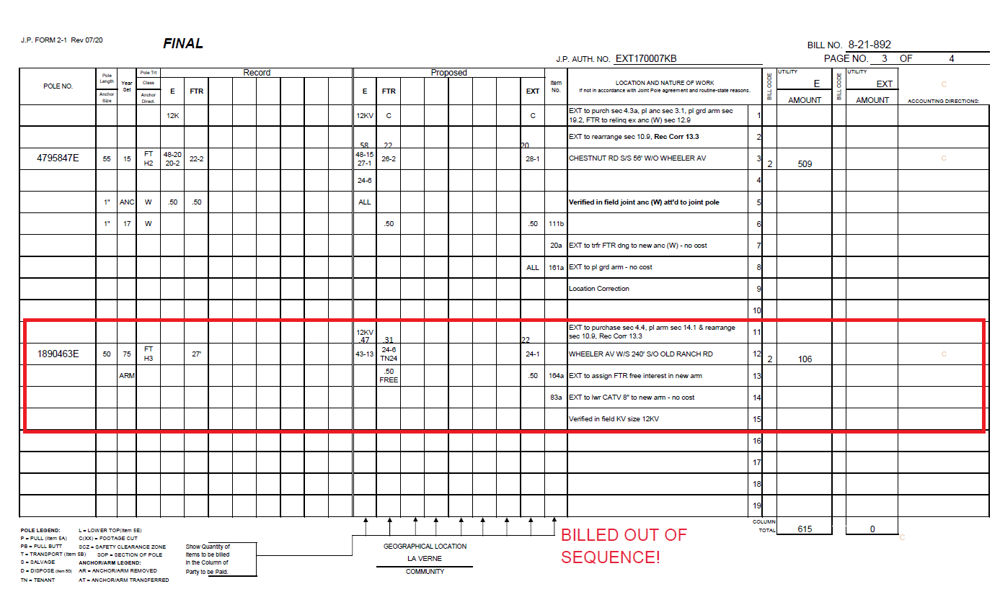 J.P. FORM 2-1 Rev 07/20
FINAL
BILL NO. 8-21-892
J.P. AUTH. NO. EXT170007KB
PAGE NO. 3 OF 4
POLE NO.
Pole Length
Anchor Size
Year Set
Pole Trt
Class
Anchor Direct.
Record
E FTR
Proposed
E FTR EXT
Item No.
LOCATION AND NATURE OF WORK
If not in accordance with Joint Pole agreement and routine-state reasons.
BILL CODE
UTILITY
E
AMOUNT
BILL CODE
UTILITY
EXT
AMOUNT
C
ACCOUNTING DIRECTIONS:
12K 12KV C C EXT to purch sec 4.3a, pl anc sec 3.1, pl grd arm sec 1
19.2, FTR to relinq ex anc (W) sec 12.9
EXT to rearrange sec 10.9, Rec Corr 13.3 2
58 22 20
4795847E 55 15 FT 48-20 22-2 48-15 26-2 28-1 CHESTNUT RD S/S 56' W/O WHEELER AV 3 2 509 C
H2 20-2 27-1
24-6 4
1" ANC W .50 .50 ALL Verified in field joint anc (W) att'd to joint pole 5
1" 17 W .50 .50 111b 6
20a EXT to trfr FTR dng to new anc (W) - no cost 7
ALL 161a EXT to pl grd arm - no cost 8
Location Correction 9
10
12KV EXT to purchase sec 4.4, pl arm sec 14.1 & rearrange 11
.47 .31 22 sec 10.9, Rec Corr 13.3
1890463E 50 75 FT 27' 43-13 24-6 24-1 WHEELER AV W/S 240' S/O OLD RANCH RD 12 2 106 C
H3 TN24
ARM .50 .50 164a EXT to assign FTR free interest in new arm 13
FREE
83a EXT to lwr CATV 8" to new arm - no cost 14
Verified in field KV size 12KV 15
16
17
18
19
COLUMN TOTAL 615 0
C
POLE LEGEND: L = LOWER TOP(Item 5E)
P = PULL (Item 5A) C(XX) = FOOTAGE CUT
PB = PULL BUTT SCZ = SAFETY CLEARANCE ZONE
T = TRANSPORT (Item 5B) SOP = SECTION OF POLE
S = SALVAGE ANCHOR/ARM LEGEND:
D = DISPOSE (Item 5D) AR = ANCHOR/ARM REMOVED
TN = TENANT AT = ANCHOR/ARM TRANSFERRED
Show Quantity of
Items to be billed
in the Column of
Party to be Paid.
GEOGRAPHICAL LOCATION
LA VERNE
COMMUNITY
BILLED OUT OF
SEQUENCE!